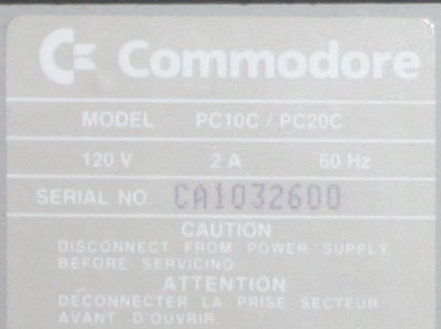 Commodore
MODEL PC10C / PC20C
120 V 2 A 60 Hz
SERIAL NO. CA1032600
CAUTION
DISCONNECT FROM POWER SUPPLY
BEFORE SERVICING.
ATTENTION
DÉCONNECTER LA PRISE SECTEUR
AVANT D'OUVRIR.